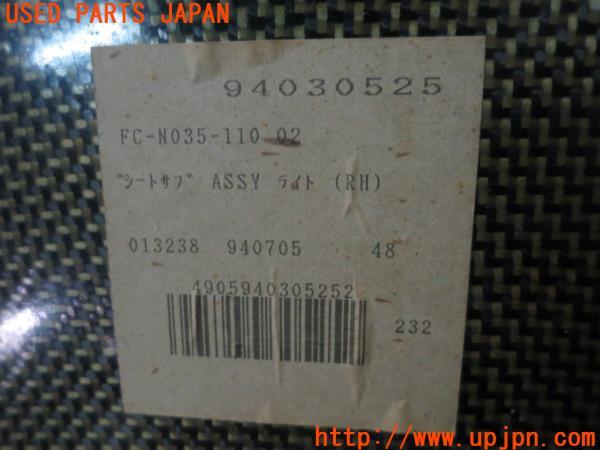 USED PARTS JAPAN
94030525
FC-N035-110 02
ﾞシートサブﾞ ASSY ライト (RH)
013238 940705 48
4905940305252
232
http://www.upjpn.com